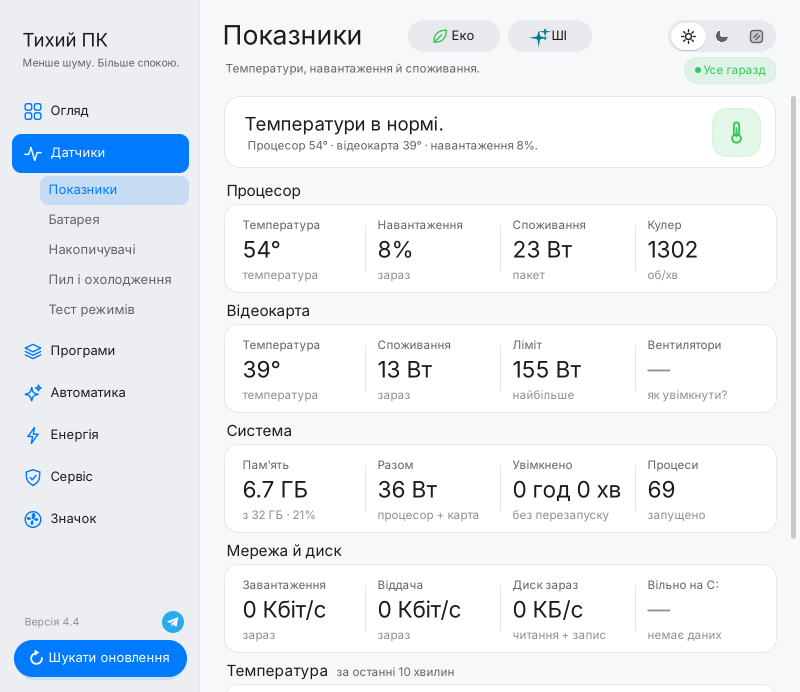 Тихий ПК
Менше шуму. Більше спокою.
Огляд
Датчики
Показники
Батарея
Накопичувачі
Пил і охолодження
Тест режимів
Програми
Автоматика
Енергія
Сервіс
Значок
Версія 4.4
Шукати оновлення
Показники
Еко
ШІ
Температури, навантаження й споживання.
Усе гаразд
Температури в нормі.
Процесор 54° · відеокарта 39° · навантаження 8%.
Процесор
Температура Навантаження Споживання Кулер
54° 8% 23 Вт 1302
температура зараз пакет об/хв
Відеокарта
Температура Споживання Ліміт Вентилятори
39° 13 Вт 155 Вт —
температура зараз найбільше як увімкнути?
Система
Пам'ять Разом Увімкнено Процеси
6.7 ГБ 36 Вт 0 год 0 хв 69
з 32 ГБ · 21% процесор + карта без перезапуску запущено
Мережа й диск
Завантаження Віддача Диск зараз Вільно на C:
0 Кбіт/с 0 Кбіт/с 0 КБ/с —
зараз зараз читання + запис немає даних
Температура за останні 10 хвилин